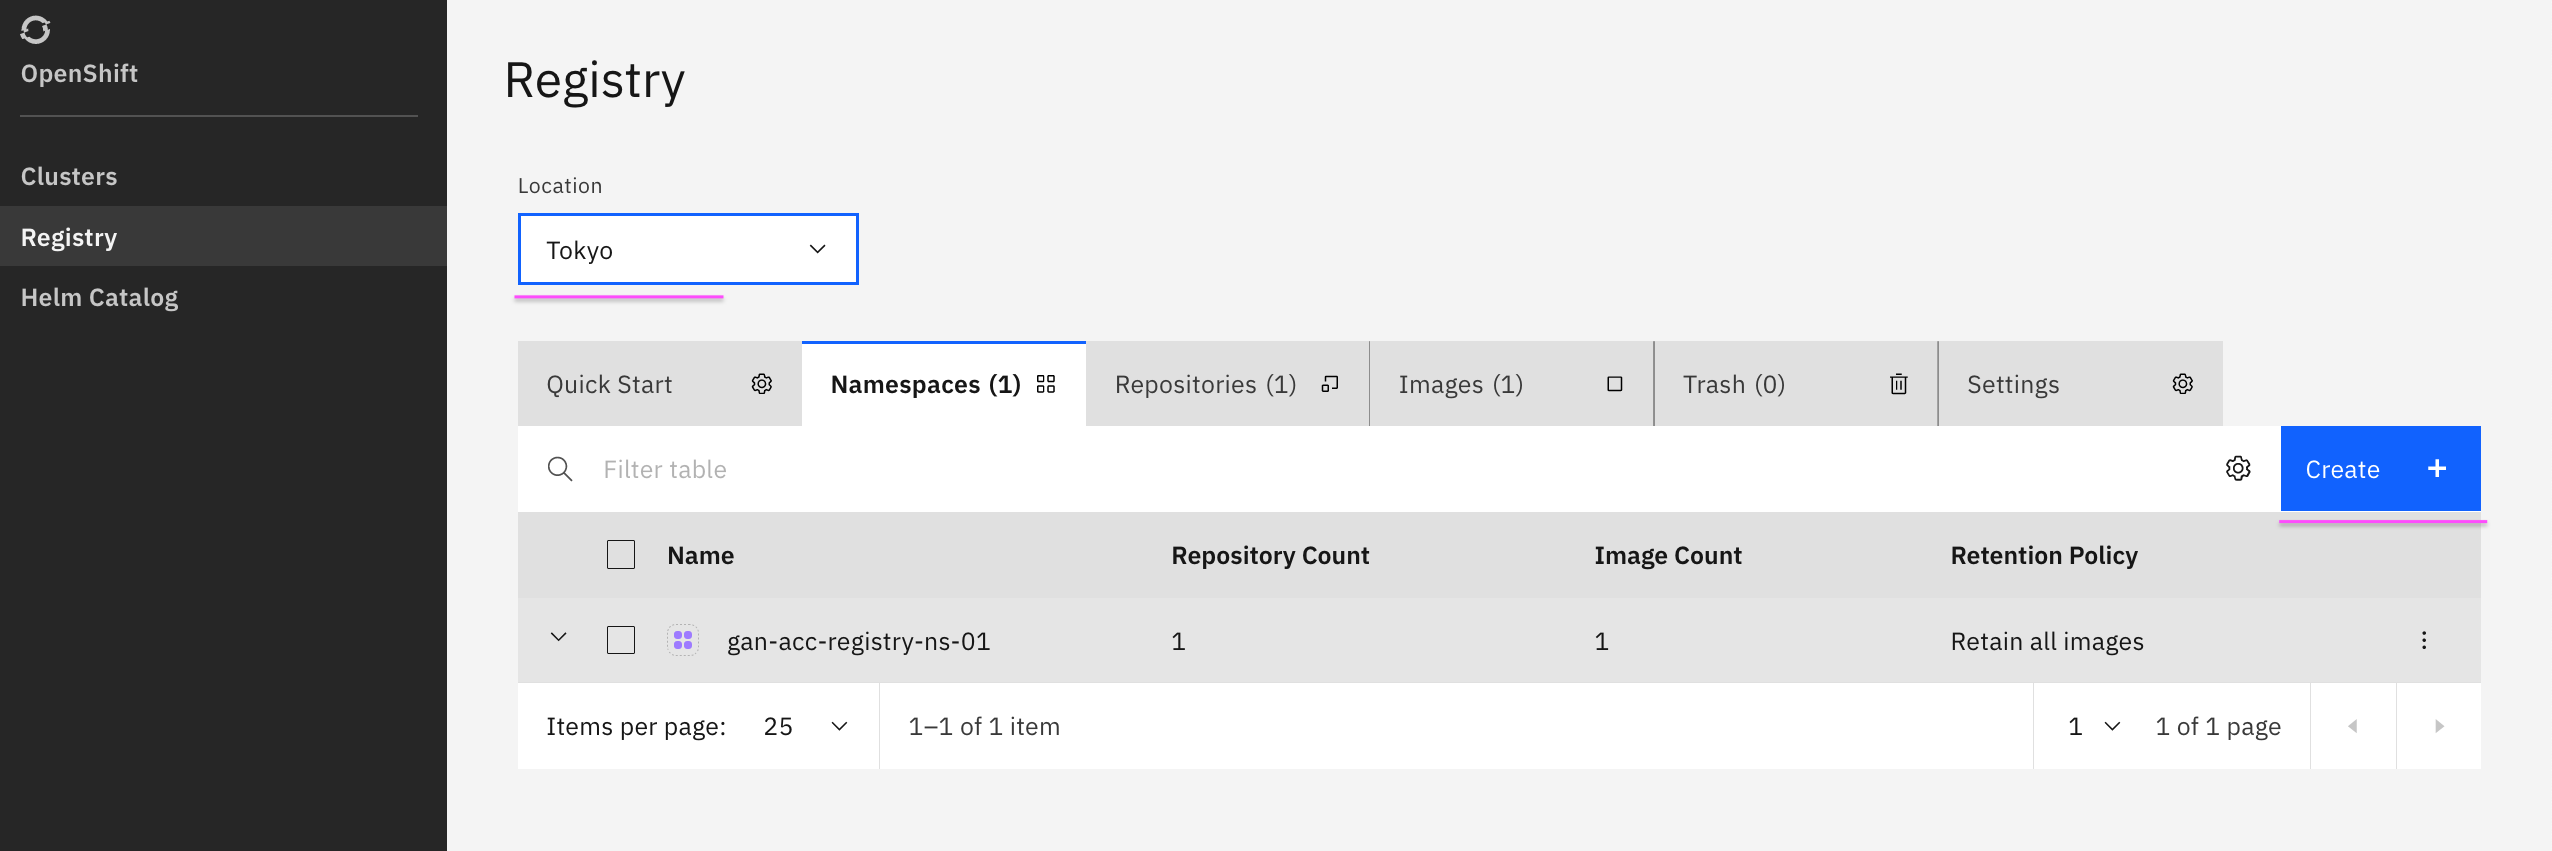 OpenShift
Clusters
Registry
Helm Catalog
Registry
Location
Tokyo
Quick Start Namespaces (1) Repositories (1) Images (1) Trash (0) Settings
Filter table Create +
Name Repository Count Image Count Retention Policy
gan-acc-registry-ns-01 1 1 Retain all images
Items per page: 25 1–1 of 1 item 1 1 of 1 page